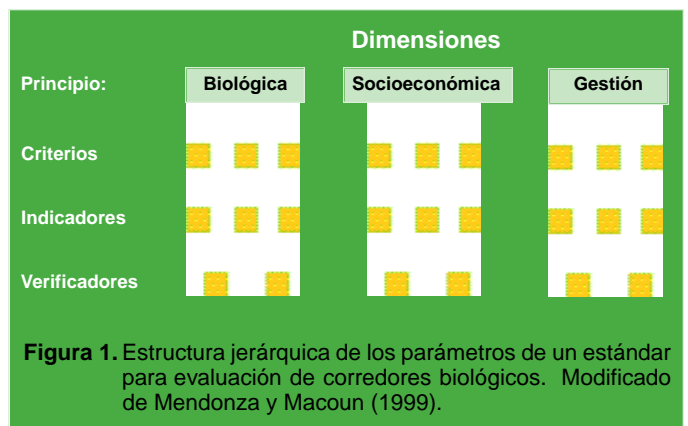 Dimensiones
Principio: Biológica Socioeconómica Gestión
Criterios
Indicadores
Verificadores
Figura 1. Estructura jerárquica de los parámetros de un estándar
para evaluación de corredores biológicos. Modificado
de Mendonza y Macoun (1999).